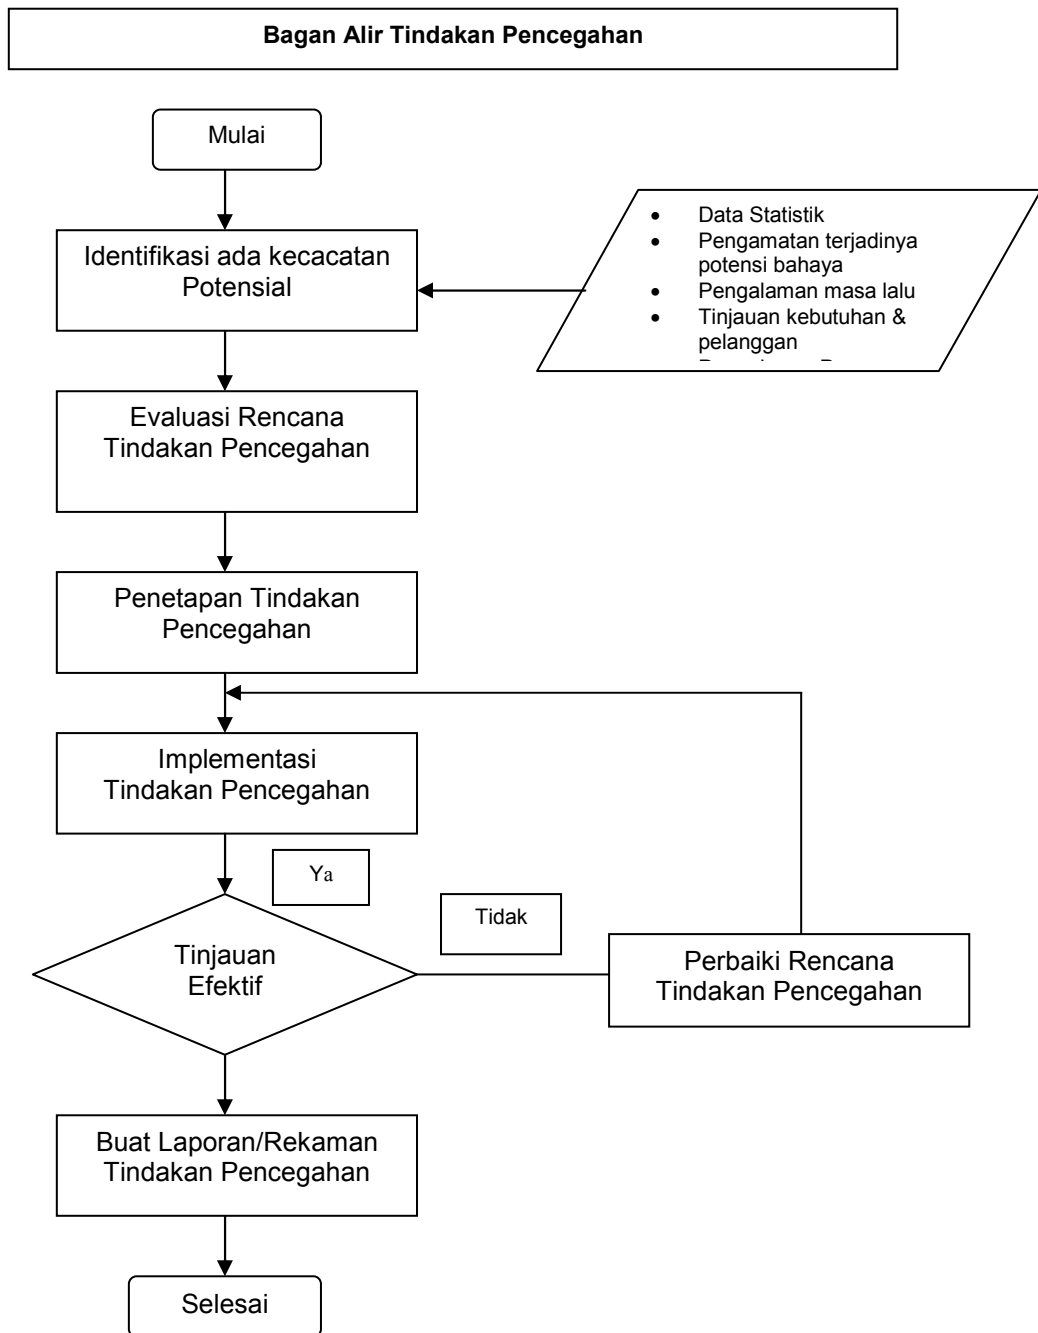 Bagan Alir Tindakan Pencegahan
Mulai
Identifikasi ada kecacatan
Potensial
• Data Statistik
• Pengamatan terjadinya
potensi bahaya
• Pengalaman masa lalu
• Tinjauan kebutuhan &
pelanggan
Evaluasi Rencana
Tindakan Pencegahan
Penetapan Tindakan
Pencegahan
Implementasi
Tindakan Pencegahan
Ya
Tidak
Tinjauan
Efektif
Perbaiki Rencana
Tindakan Pencegahan
Buat Laporan/Rekaman
Tindakan Pencegahan
Selesai